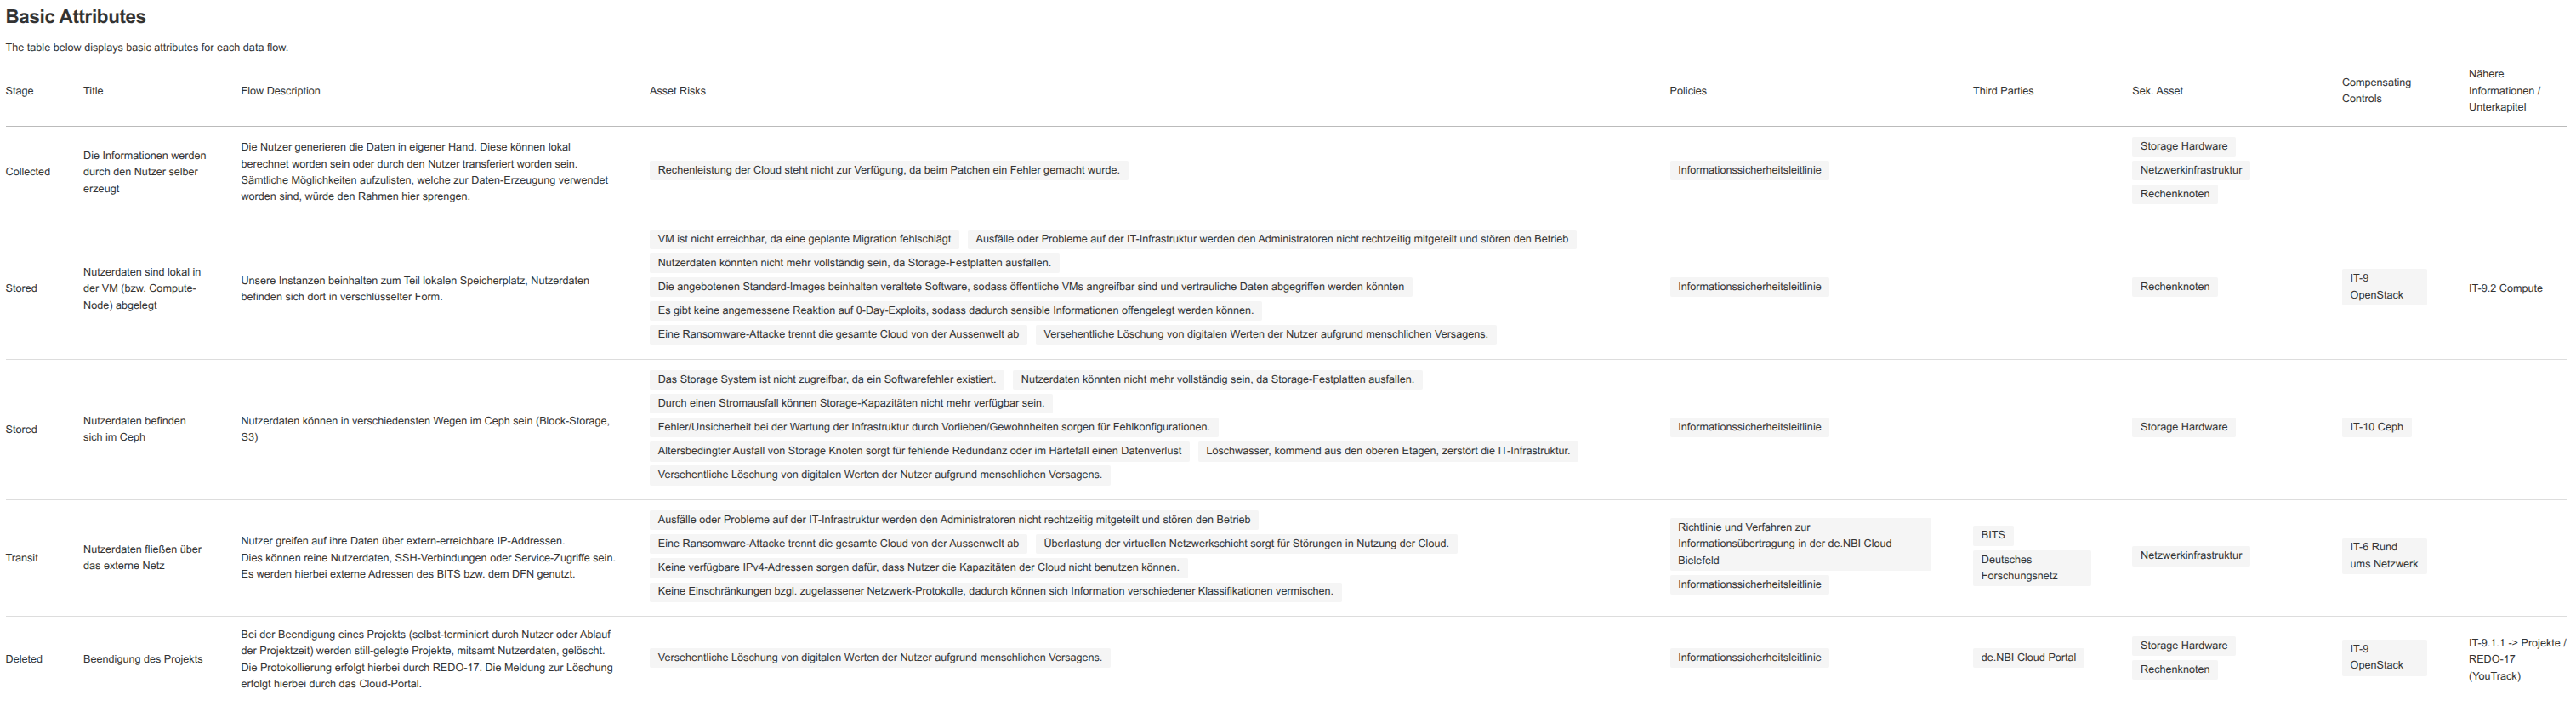 Basic Attributes
The table below displays basic attributes for each data flow.
Stage
Title
Flow Description
Asset Risks
Policies
Third Parties
Sek. Asset
Compensating
Controls
Nähere
Informationen /
Unterkapitel
Collected
Die Informationen werden
durch den Nutzer selber
erzeugt
Die Nutzer generieren die Daten in eigener Hand. Diese können lokal
berechnet worden sein oder durch den Nutzer transferiert worden sein.
Sämtliche Möglichkeiten aufzulisten, welche zur Daten-Erzeugung verwendet
worden sind, würde den Rahmen hier sprengen.
Rechenleistung der Cloud steht nicht zur Verfügung, da beim Patchen ein Fehler gemacht wurde.
Informationssicherheitsleitlinie
Storage Hardware
Netzwerkinfrastruktur
Rechenknoten
Stored
Nutzerdaten sind lokal in
der VM (bzw. Compute-
Node) abgelegt
Unsere Instanzen beinhalten zum Teil lokalen Speicherplatz, Nutzerdaten
befinden sich dort in verschlüsselter Form.
VM ist nicht erreichbar, da eine geplante Migration fehlschlägt
Ausfälle oder Probleme auf der IT-Infrastruktur werden den Administratoren nicht rechtzeitig mitgeteilt und stören den Betrieb
Nutzerdaten könnten nicht mehr vollständig sein, da Storage-Festplatten ausfallen.
Die angebotenen Standard-Images beinhalten veraltete Software, sodass öffentliche VMs angreifbar sind und vertrauliche Daten abgegriffen werden könnten
Es gibt keine angemessene Reaktion auf 0-Day-Exploits, sodass dadurch sensible Informationen offengelegt werden können.
Eine Ransomware-Attacke trennt die gesamte Cloud von der Aussenwelt ab
Versehentliche Löschung von digitalen Werten der Nutzer aufgrund menschlichen Versagens.
Informationssicherheitsleitlinie
Rechenknoten
IT-9
OpenStack
IT-9.2 Compute
Stored
Nutzerdaten befinden
sich im Ceph
Nutzerdaten können in verschiedensten Wegen im Ceph sein (Block-Storage,
S3)
Das Storage System ist nicht zugreifbar, da ein Softwarefehler existiert.
Nutzerdaten könnten nicht mehr vollständig sein, da Storage-Festplatten ausfallen.
Durch einen Stromausfall können Storage-Kapazitäten nicht mehr verfügbar sein.
Fehler/Unsicherheit bei der Wartung der Infrastruktur durch Vorlieben/Gewohnheiten sorgen für Fehlkonfigurationen.
Altersbedingter Ausfall von Storage Knoten sorgt für fehlende Redundanz oder im Härtefall einen Datenverlust
Löschwasser, kommend aus den oberen Etagen, zerstört die IT-Infrastruktur.
Versehentliche Löschung von digitalen Werten der Nutzer aufgrund menschlichen Versagens.
Informationssicherheitsleitlinie
Storage Hardware
IT-10 Ceph
Transit
Nutzerdaten fließen über
das externe Netz
Nutzer greifen auf ihre Daten über extern-erreichbare IP-Addressen.
Dies können reine Nutzerdaten, SSH-Verbindungen oder Service-Zugriffe sein.
Es werden hierbei externe Adressen des BITS bzw. dem DFN genutzt.
Ausfälle oder Probleme auf der IT-Infrastruktur werden den Administratoren nicht rechtzeitig mitgeteilt und stören den Betrieb
Eine Ransomware-Attacke trennt die gesamte Cloud von der Aussenwelt ab
Überlastung der virtuellen Netzwerkschicht sorgt für Störungen in Nutzung der Cloud.
Keine verfügbare IPv4-Adressen sorgen dafür, dass Nutzer die Kapazitäten der Cloud nicht benutzen können.
Keine Einschränkungen bzgl. zugelassener Netzwerk-Protokolle, dadurch können sich Information verschiedener Klassifikationen vermischen.
Richtlinie und Verfahren zur
Informationsübertragung in der de.NBI Cloud
Bielefeld
Informationssicherheitsleitlinie
BITS
Deutsches
Forschungsnetz
Netzwerkinfrastruktur
IT-6 Rund
ums Netzwerk
Deleted
Beendigung des Projekts
Bei der Beendigung eines Projekts (selbst-terminiert durch Nutzer oder Ablauf
der Projektzeit) werden still-gelegte Projekte, mitsamt Nutzerdaten, gelöscht.
Die Protokollierung erfolgt hierbei durch REDO-17. Die Meldung zur Löschung
erfolgt hierbei durch das Cloud-Portal.
Versehentliche Löschung von digitalen Werten der Nutzer aufgrund menschlichen Versagens.
Informationssicherheitsleitlinie
de.NBI Cloud Portal
Storage Hardware
Rechenknoten
IT-9
OpenStack
IT-9.1.1 -> Projekte /
REDO-17
(YouTrack)